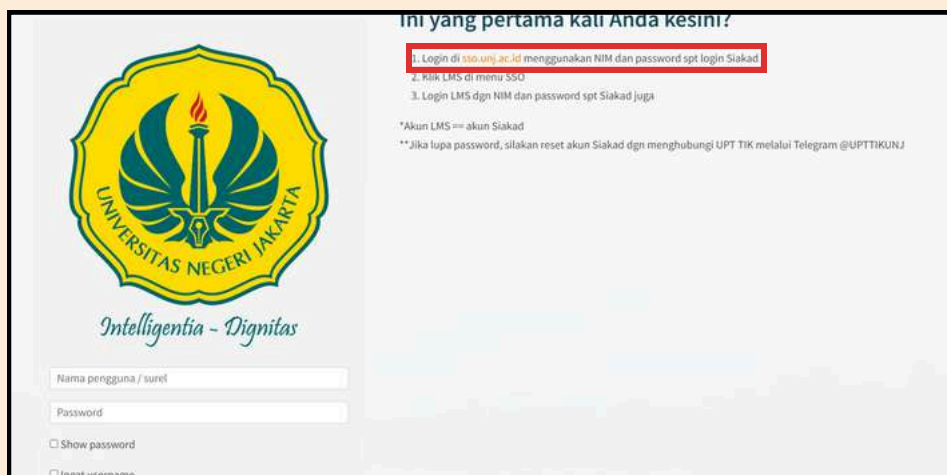 Ini yang pertama kali Anda kesini?
1. Login di sso.unj.ac.id menggunakan NIM dan password spt login Siakad
2. Klik LMS di menu SSO
3. Login LMS dgn NIM dan password spt Siakad juga
*Akun LMS == akun Siakad
**Jika lupa password, silakan reset akun Siakad dgn menghubungi UPT TIK melalui Telegram @UPTTIKUNJ
UNIVERSITAS NEGERI JAKARTA
Intelligentia - Dignitas
Nama pengguna / surel
Password
Show password
Ingat username